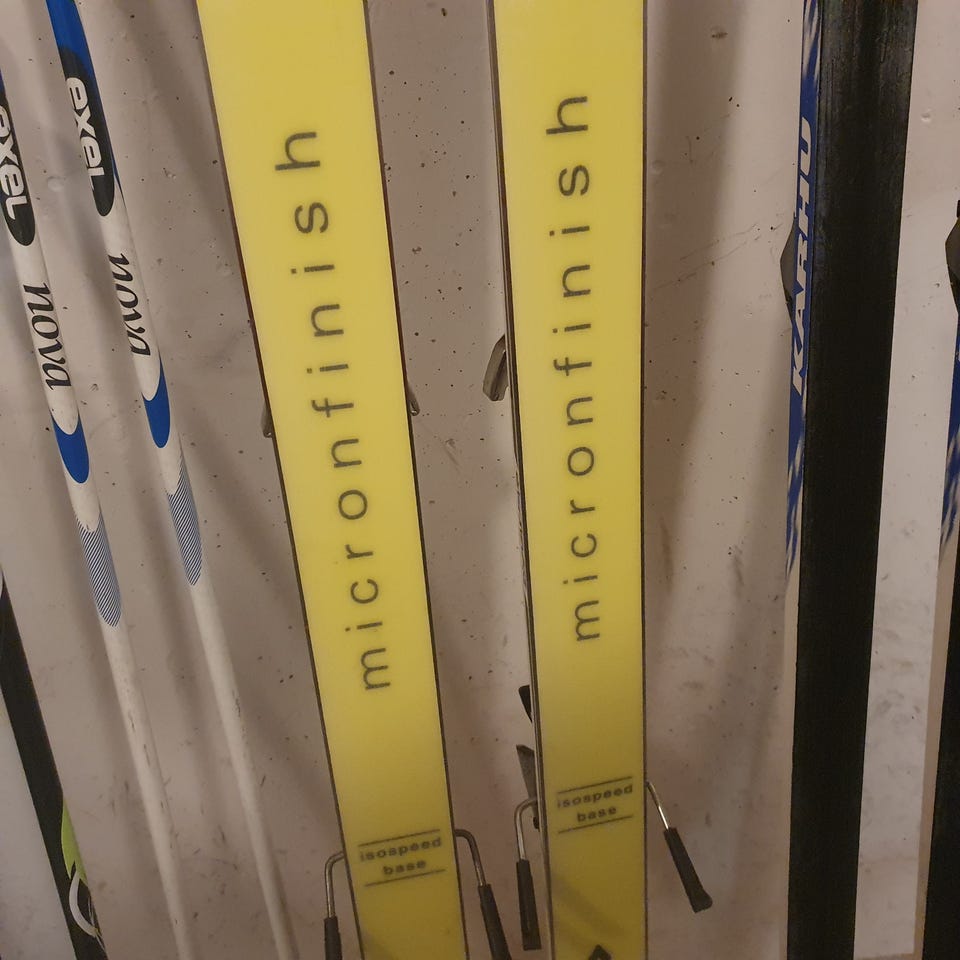 exel
nova
exel
nova
micronfinish
isospeed
base
micronfinish
isospeed
base
KARHU